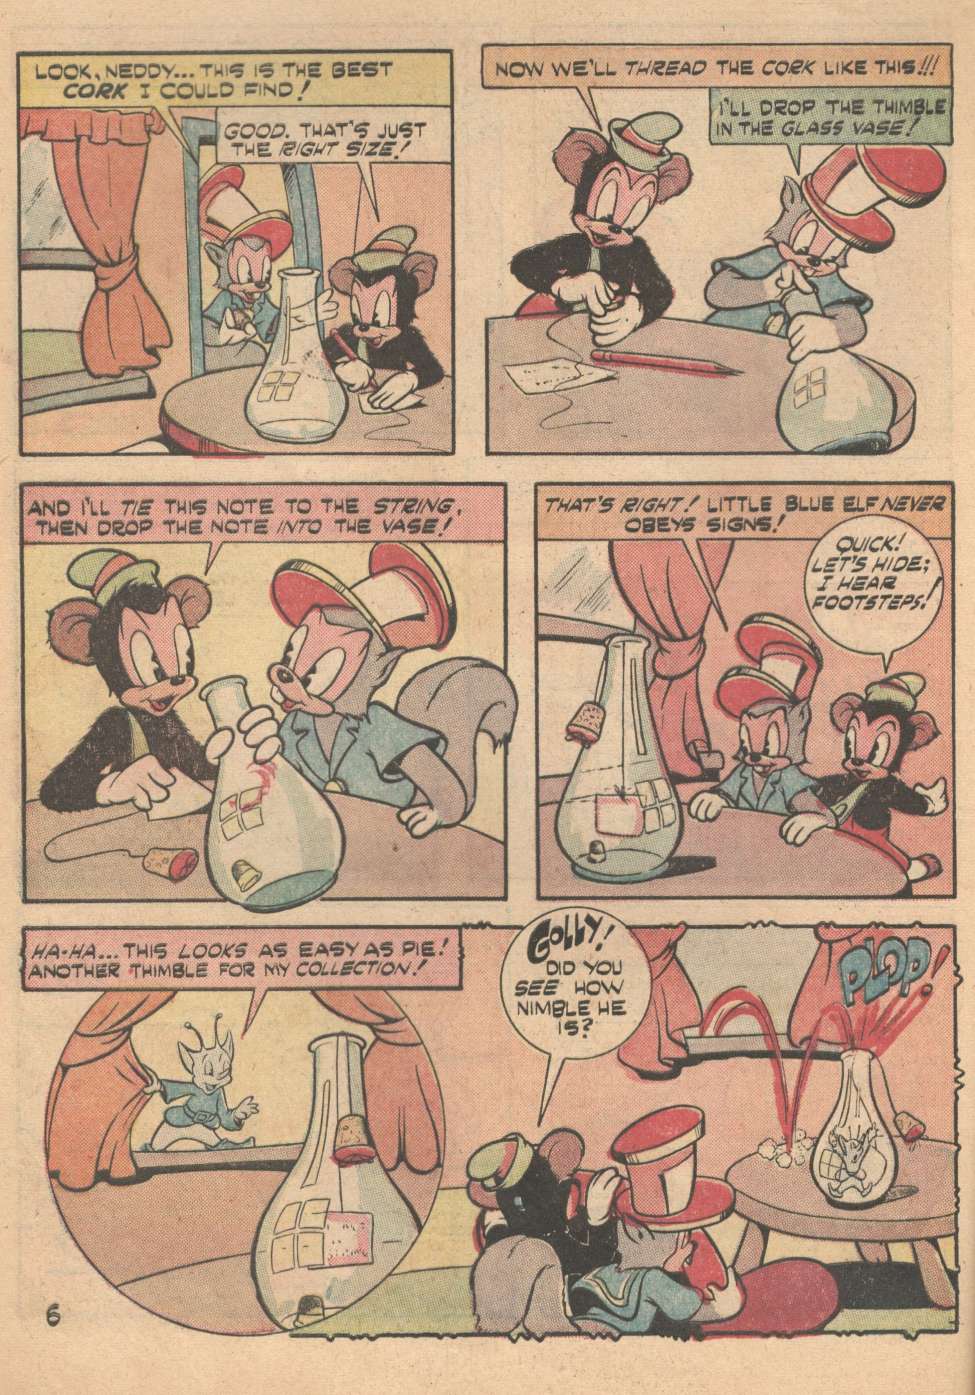 LOOK, NEDDY... THIS IS THE BEST
CORK I COULD FIND!
GOOD. THAT'S JUST
THE RIGHT SIZE!
NOW WE'LL THREAD THE CORK LIKE THIS!!!
I'LL DROP THE THIMBLE
IN THE GLASS VASE!
AND I'LL TIE THIS NOTE TO THE STRING,
THEN DROP THE NOTE INTO THE VASE!
THAT'S RIGHT! LITTLE BLUE ELF NEVER
OBEYS SIGNS!
QUICK!
LET'S HIDE;
I HEAR
FOOTSTEPS!
HA-HA... THIS LOOKS AS EASY AS PIE!
ANOTHER THIMBLE FOR MY COLLECTION!
GOLLY!
DID YOU
SEE HOW
NIMBLE HE
IS?
PLOP!
6